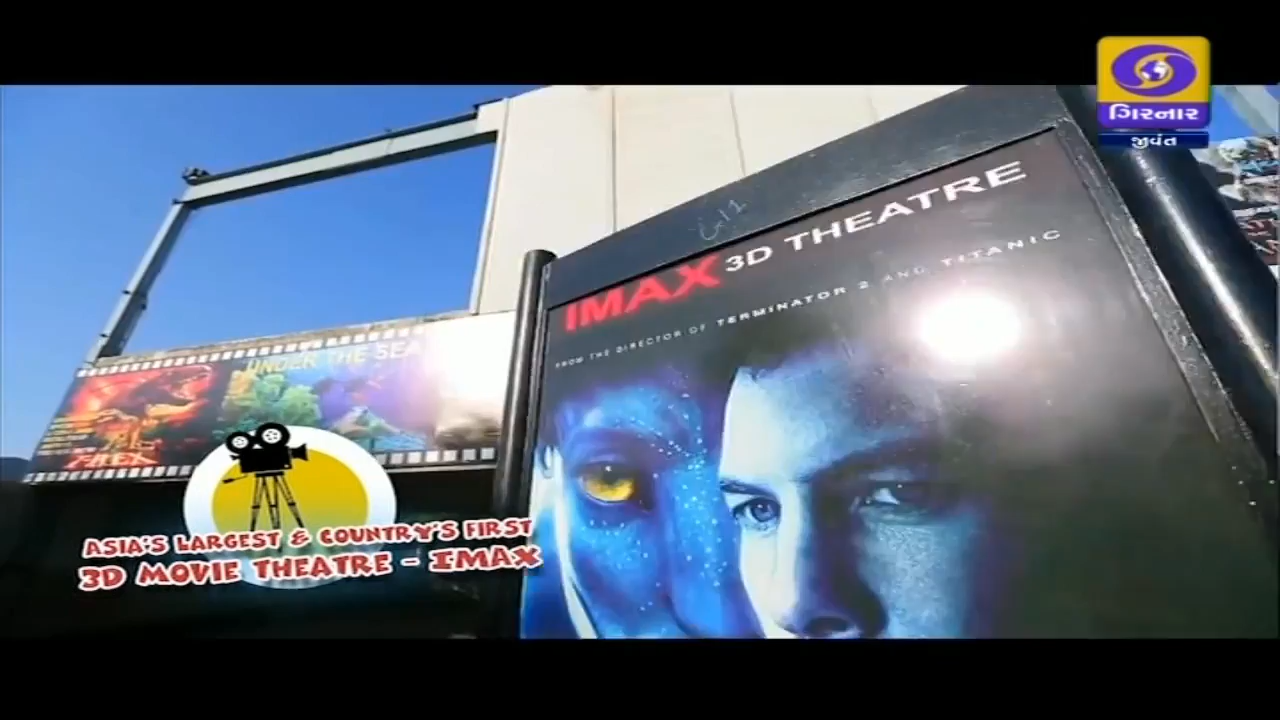 ગિરનાર
જીવંત
IMAX 3D THEATRE
FROM THE DIRECTOR OF TERMINATOR 2 AND TITANIC
UNDER THE SEA
T-REX
ASIA'S LARGEST & COUNTRY'S FIRST
3D MOVIE THEATRE - IMAX